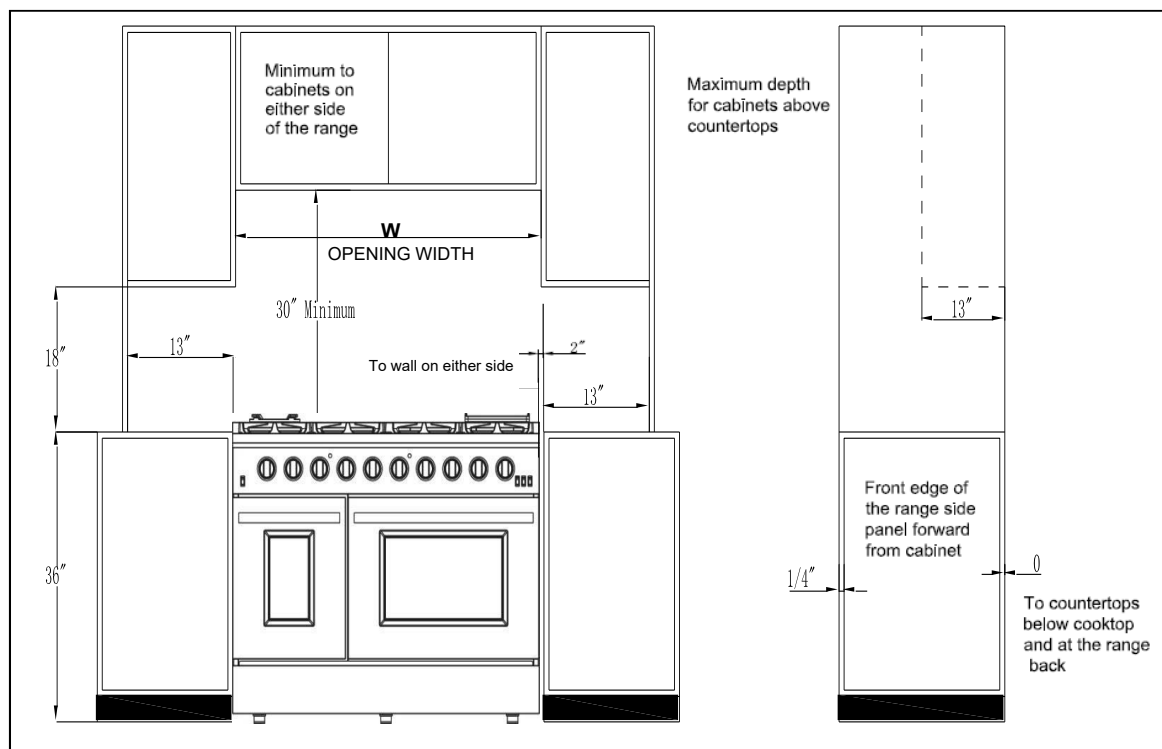 Minimum to
cabinets on
either side
of the range
Maximum depth
for cabinets above
countertops
W
OPENING WIDTH
30" Minimum
13"
18"
13"
To wall on either side
2"
13"
36"
Front edge of
the range side
panel forward
from cabinet
1/4"
0
To countertops
below cooktop
and at the range
back